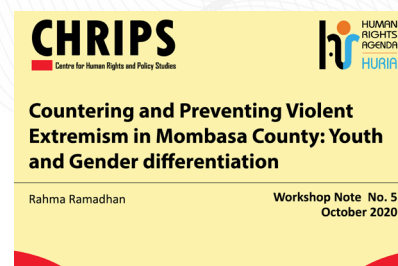 CHRIPS
Centre for Human Rights and Policy Studies
HUMAN
RIGHTS
AGENDA
HURIA
Countering and Preventing Violent
Extremism in Mombasa County: Youth
and Gender differentiation
Rahma Ramadhan
Workshop Note No. 5
October 2020